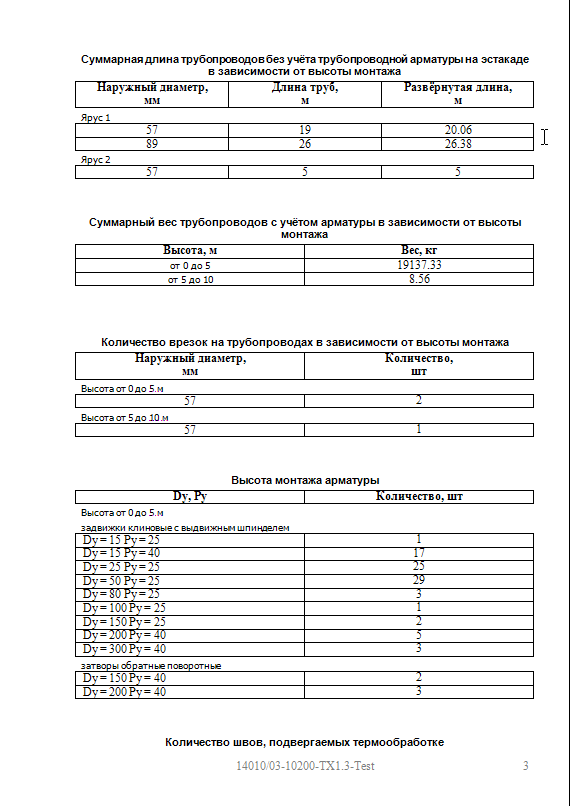 Суммарная длина трубопроводов без учёта трубопроводной арматуры на эстакаде
в зависимости от высоты монтажа
Наружный диаметр, мм Длина труб, м Развёрнутая длина, м
Ярус 1
57 19 20.06
89 26 26.38
Ярус 2
57 5 5
Суммарный вес трубопроводов с учётом арматуры в зависимости от высоты
монтажа
Высота, м Вес, кг
от 0 до 5 19137.33
от 5 до 10 8.56
Количество врезок на трубопроводах в зависимости от высоты монтажа
Наружный диаметр, мм Количество, шт
Высота от 0 до 5.м
57 2
Высота от 5 до 10.м
57 1
Высота монтажа арматуры
Dy, Py Количество, шт
Высота от 0 до 5.м
задвижки клиновые с выдвижным шпинделем
Dy = 15 Py = 25 1
Dy = 15 Py = 40 17
Dy = 25 Py = 25 25
Dy = 50 Py = 25 29
Dy = 80 Py = 25 3
Dy = 100 Py = 25 1
Dy = 150 Py = 25 2
Dy = 200 Py = 40 5
Dy = 300 Py = 40 3
затворы обратные поворотные
Dy = 150 Py = 40 2
Dy = 200 Py = 40 3
Количество швов, подвергаемых термообработке
14010/03-10200-ТХ1.3-Test 3